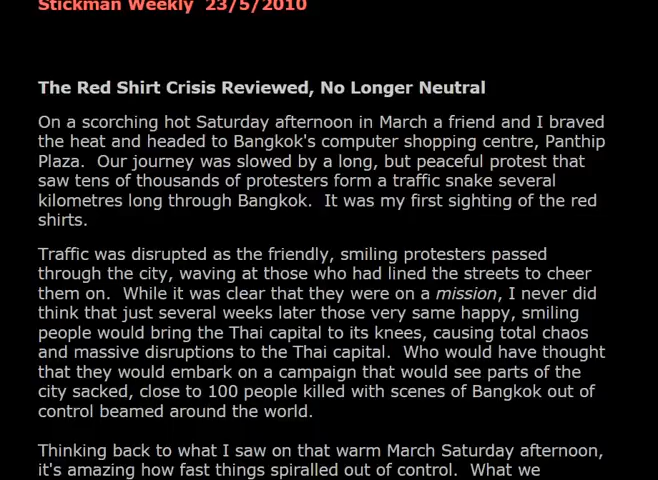 Stickman Weekly 23/5/2010
The Red Shirt Crisis Reviewed, No Longer Neutral
On a scorching hot Saturday afternoon in March a friend and I braved
the heat and headed to Bangkok's computer shopping centre, Panthip
Plaza.  Our journey was slowed by a long, but peaceful protest that
saw tens of thousands of protesters form a traffic snake several
kilometres long through Bangkok.  It was my first sighting of the red
shirts.
Traffic was disrupted as the friendly, smiling protesters passed
through the city, waving at those who had lined the streets to cheer
them on.  While it was clear that they were on a mission, I never did
think that just several weeks later those very same happy, smiling
people would bring the Thai capital to its knees, causing total chaos
and massive disruptions to the Thai capital.  Who would have thought
that they would embark on a campaign that would see parts of the
city sacked, close to 100 people killed with scenes of Bangkok out of
control beamed around the world.
Thinking back to what I saw on that warm March Saturday afternoon,
it's amazing how fast things spiralled out of control.  What we